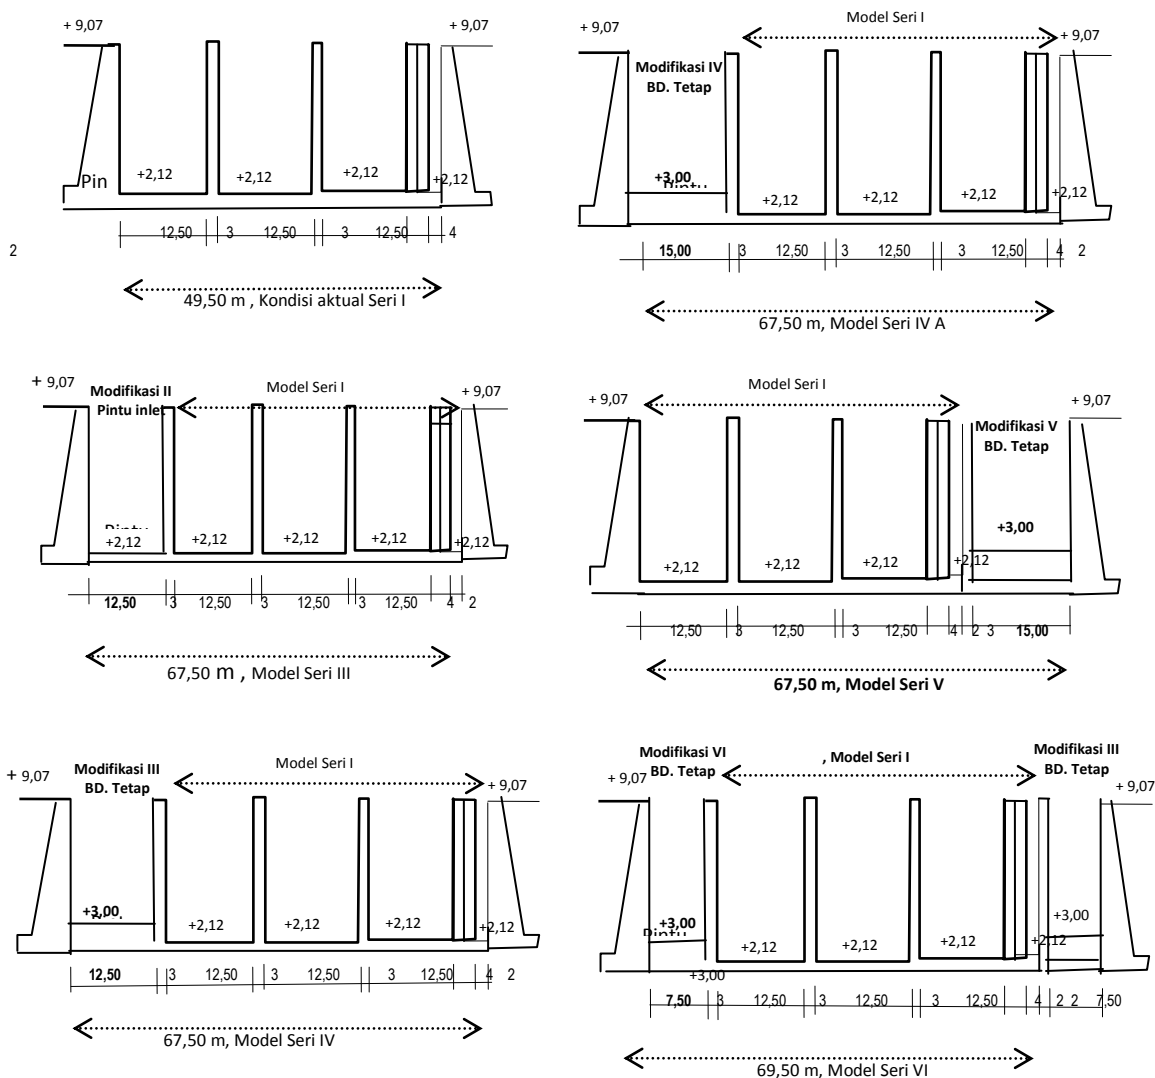 + 9,07
+ 9,07
Pin
+2,12
+2,12
+2,12
+2,12
12,50 3 12,50 3 12,50 4
2
49,50 m , Kondisi aktual Seri I
Model Seri I
+ 9,07
+ 9,07
Modifikasi IV
BD. Tetap
+3,00
+2,12
+2,12
+2,12
+2,12
15,00 3 12,50 3 12,50 3 12,50 4 2
67,50 m, Model Seri IV A
+ 9,07
Modifikasi II
Pintu inlet
Model Seri I
+ 9,07
+2,12
+2,12
+2,12
+2,12
+2,12
12,50 3 12,50 3 12,50 3 12,50 4 2
67,50 m , Model Seri III
Model Seri I
+ 9,07
+ 9,07
Modifikasi V
BD. Tetap
+3,00
+2,12
+2,12
+2,12
+2,12
12,50 3 12,50 3 12,50 4 2 3 15,00
67,50 m, Model Seri V
+ 9,07
Modifikasi III
BD. Tetap
Model Seri I
+ 9,07
+3,00
+2,12
+2,12
+2,12
+2,12
12,50 3 12,50 3 12,50 3 12,50 4 2
67,50 m, Model Seri IV
Modifikasi VI
BD. Tetap
, Model Seri I
Modifikasi III
BD. Tetap
+ 9,07
+ 9,07
+3,00
+3,00
+2,12
+2,12
+2,12
+2,12
+3,00
7,50 3 12,50 3 12,50 3 12,50 4 2 2 7,50
69,50 m, Model Seri VI